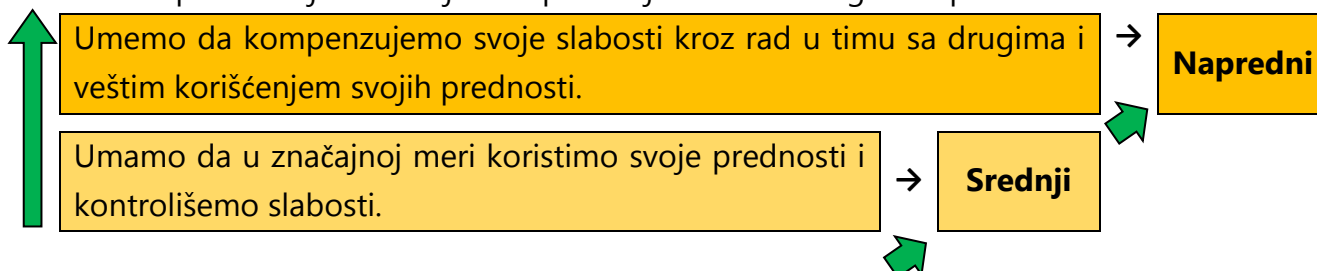 Umemo da kompenzujemo svoje slabosti kroz rad u timu sa drugima i
veštim korišćenjem svojih prednosti.
→
Napredni
Umamo da u značajnoj meri koristimo svoje prednosti i
kontrolišemo slabosti.
→
Srednji